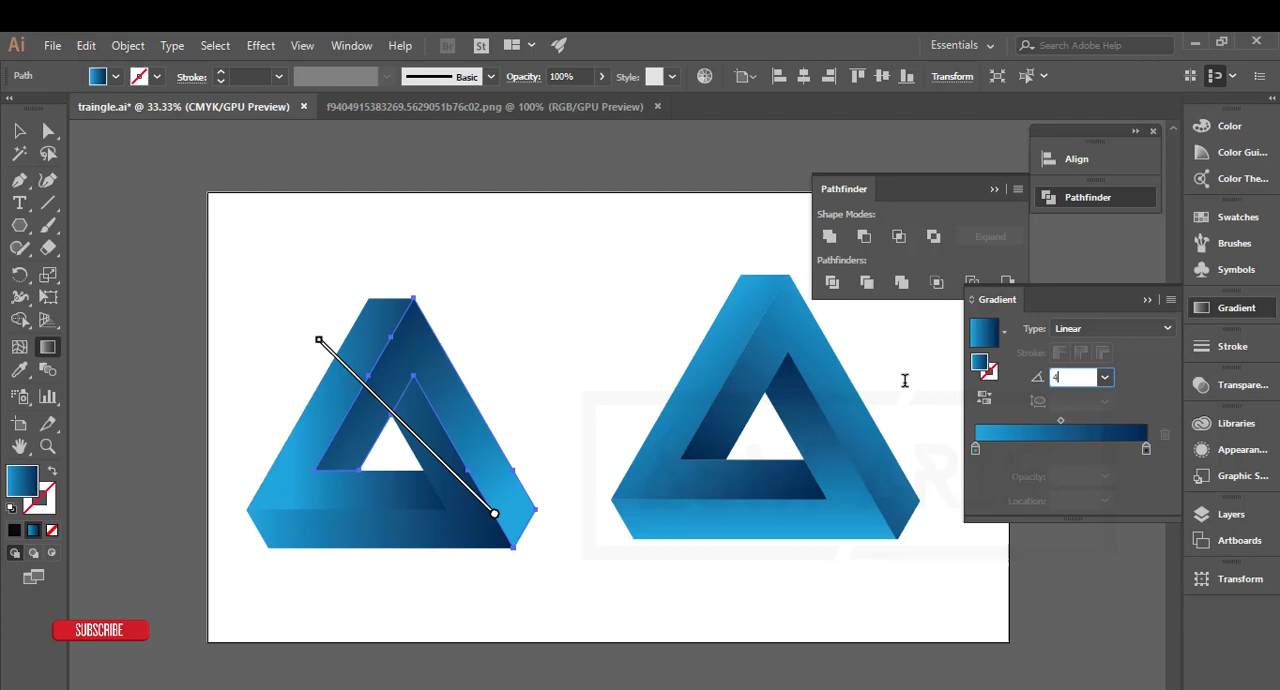 Ai File Edit Object Type Select Effect View Window Help Br St Essentials Search Adobe Help
Path Stroke: Basic Opacity: 100% Style: Transform
traingle.ai* @ 33.33% (CMYK/GPU Preview) × f9404915383269.5629051b76c02.png @ 100% (RGB/GPU Preview) ×
Align
Pathfinder
Pathfinder
Shape Modes:
Expand
Pathfinders:
Gradient
Type: Linear
Stroke:
4
Opacity:
Location:
Color
Color Gui...
Color The...
Swatches
Brushes
Symbols
Gradient
Stroke
Transpare...
Libraries
Appearan...
Graphic S...
Layers
Artboards
Transform
SUBSCRIBE